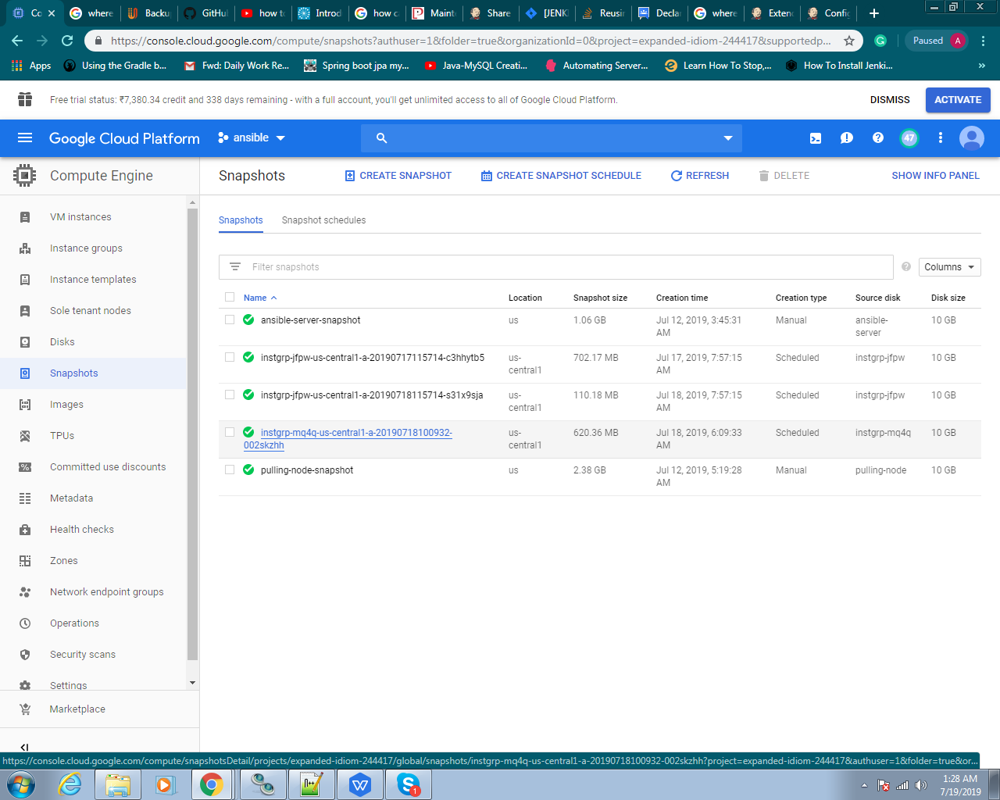 Co
where
Backu
GitHu
how to
Introd
how ca
Maint
Share
[JENK
Reusin
Declar
where
Extend
Config
https://console.cloud.google.com/compute/snapshots?authuser=1&folder=true&organizationId=0&project=expanded-idiom-244417&supportedp...
Paused A
Apps
Using the Gradle b...
Fwd: Daily Work Re...
Spring boot jpa my...
Java-MySQL Creati...
Automating Server...
Learn How To Stop,...
How To Install Jenki...
»
Free trial status: ₹7,380.34 credit and 338 days remaining - with a full account, you'll get unlimited access to all of Google Cloud Platform.
DISMISS
ACTIVATE
Google Cloud Platform
ansible
47
Compute Engine
Snapshots
CREATE SNAPSHOT
CREATE SNAPSHOT SCHEDULE
REFRESH
DELETE
SHOW INFO PANEL
VM instances
Instance groups
Instance templates
Sole tenant nodes
Disks
Snapshots
Images
TPUs
Committed use discounts
Metadata
Health checks
Zones
Network endpoint groups
Operations
Security scans
Settings
Marketplace
Snapshots
Snapshot schedules
Filter snapshots
Columns
Name Location Snapshot size Creation time Creation type Source disk Disk size
ansible-server-snapshot us 1.06 GB Jul 12, 2019, 3:45:31 Manual ansible- 10 GB
AM server
instgrp-jfpw-us-central1-a-20190717115714-c3hhytb5 us- 702.17 MB Jul 17, 2019, 7:57:15 Scheduled instgrp-jfpw 10 GB
central1 AM
instgrp-jfpw-us-central1-a-20190718115714-s31x9sja us- 110.18 MB Jul 18, 2019, 7:57:15 Scheduled instgrp-jfpw 10 GB
central1 AM
instgrp-mq4q-us-central1-a-20190718100932- us- 620.36 MB Jul 18, 2019, 6:09:33 Scheduled instgrp-mq4q 10 GB
002skzhh central1 AM
pulling-node-snapshot us 2.38 GB Jul 12, 2019, 5:19:28 Manual pulling-node 10 GB
AM
https://console.cloud.google.com/compute/snapshotsDetail/projects/expanded-idiom-244417/global/snapshots/instgrp-mq4q-us-central1-a-20190718100932-002skzhh?project=expanded-idiom-244417&authuser=1&folder=true&or...
1:28 AM
7/19/2019